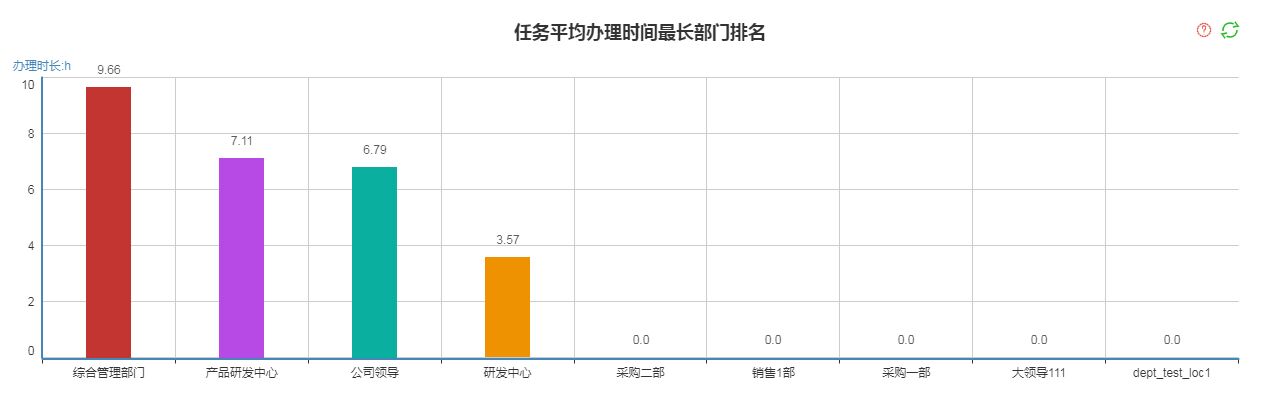 任务平均办理时间最长部门排名
办理时长:h
10
8
6
4
2
0
9.66
7.11
6.79
3.57
0.0
0.0
0.0
0.0
0.0
综合管理部门
产品研发中心
公司领导
研发中心
采购二部
销售1部
采购一部
大领导111
dept_test_loc1